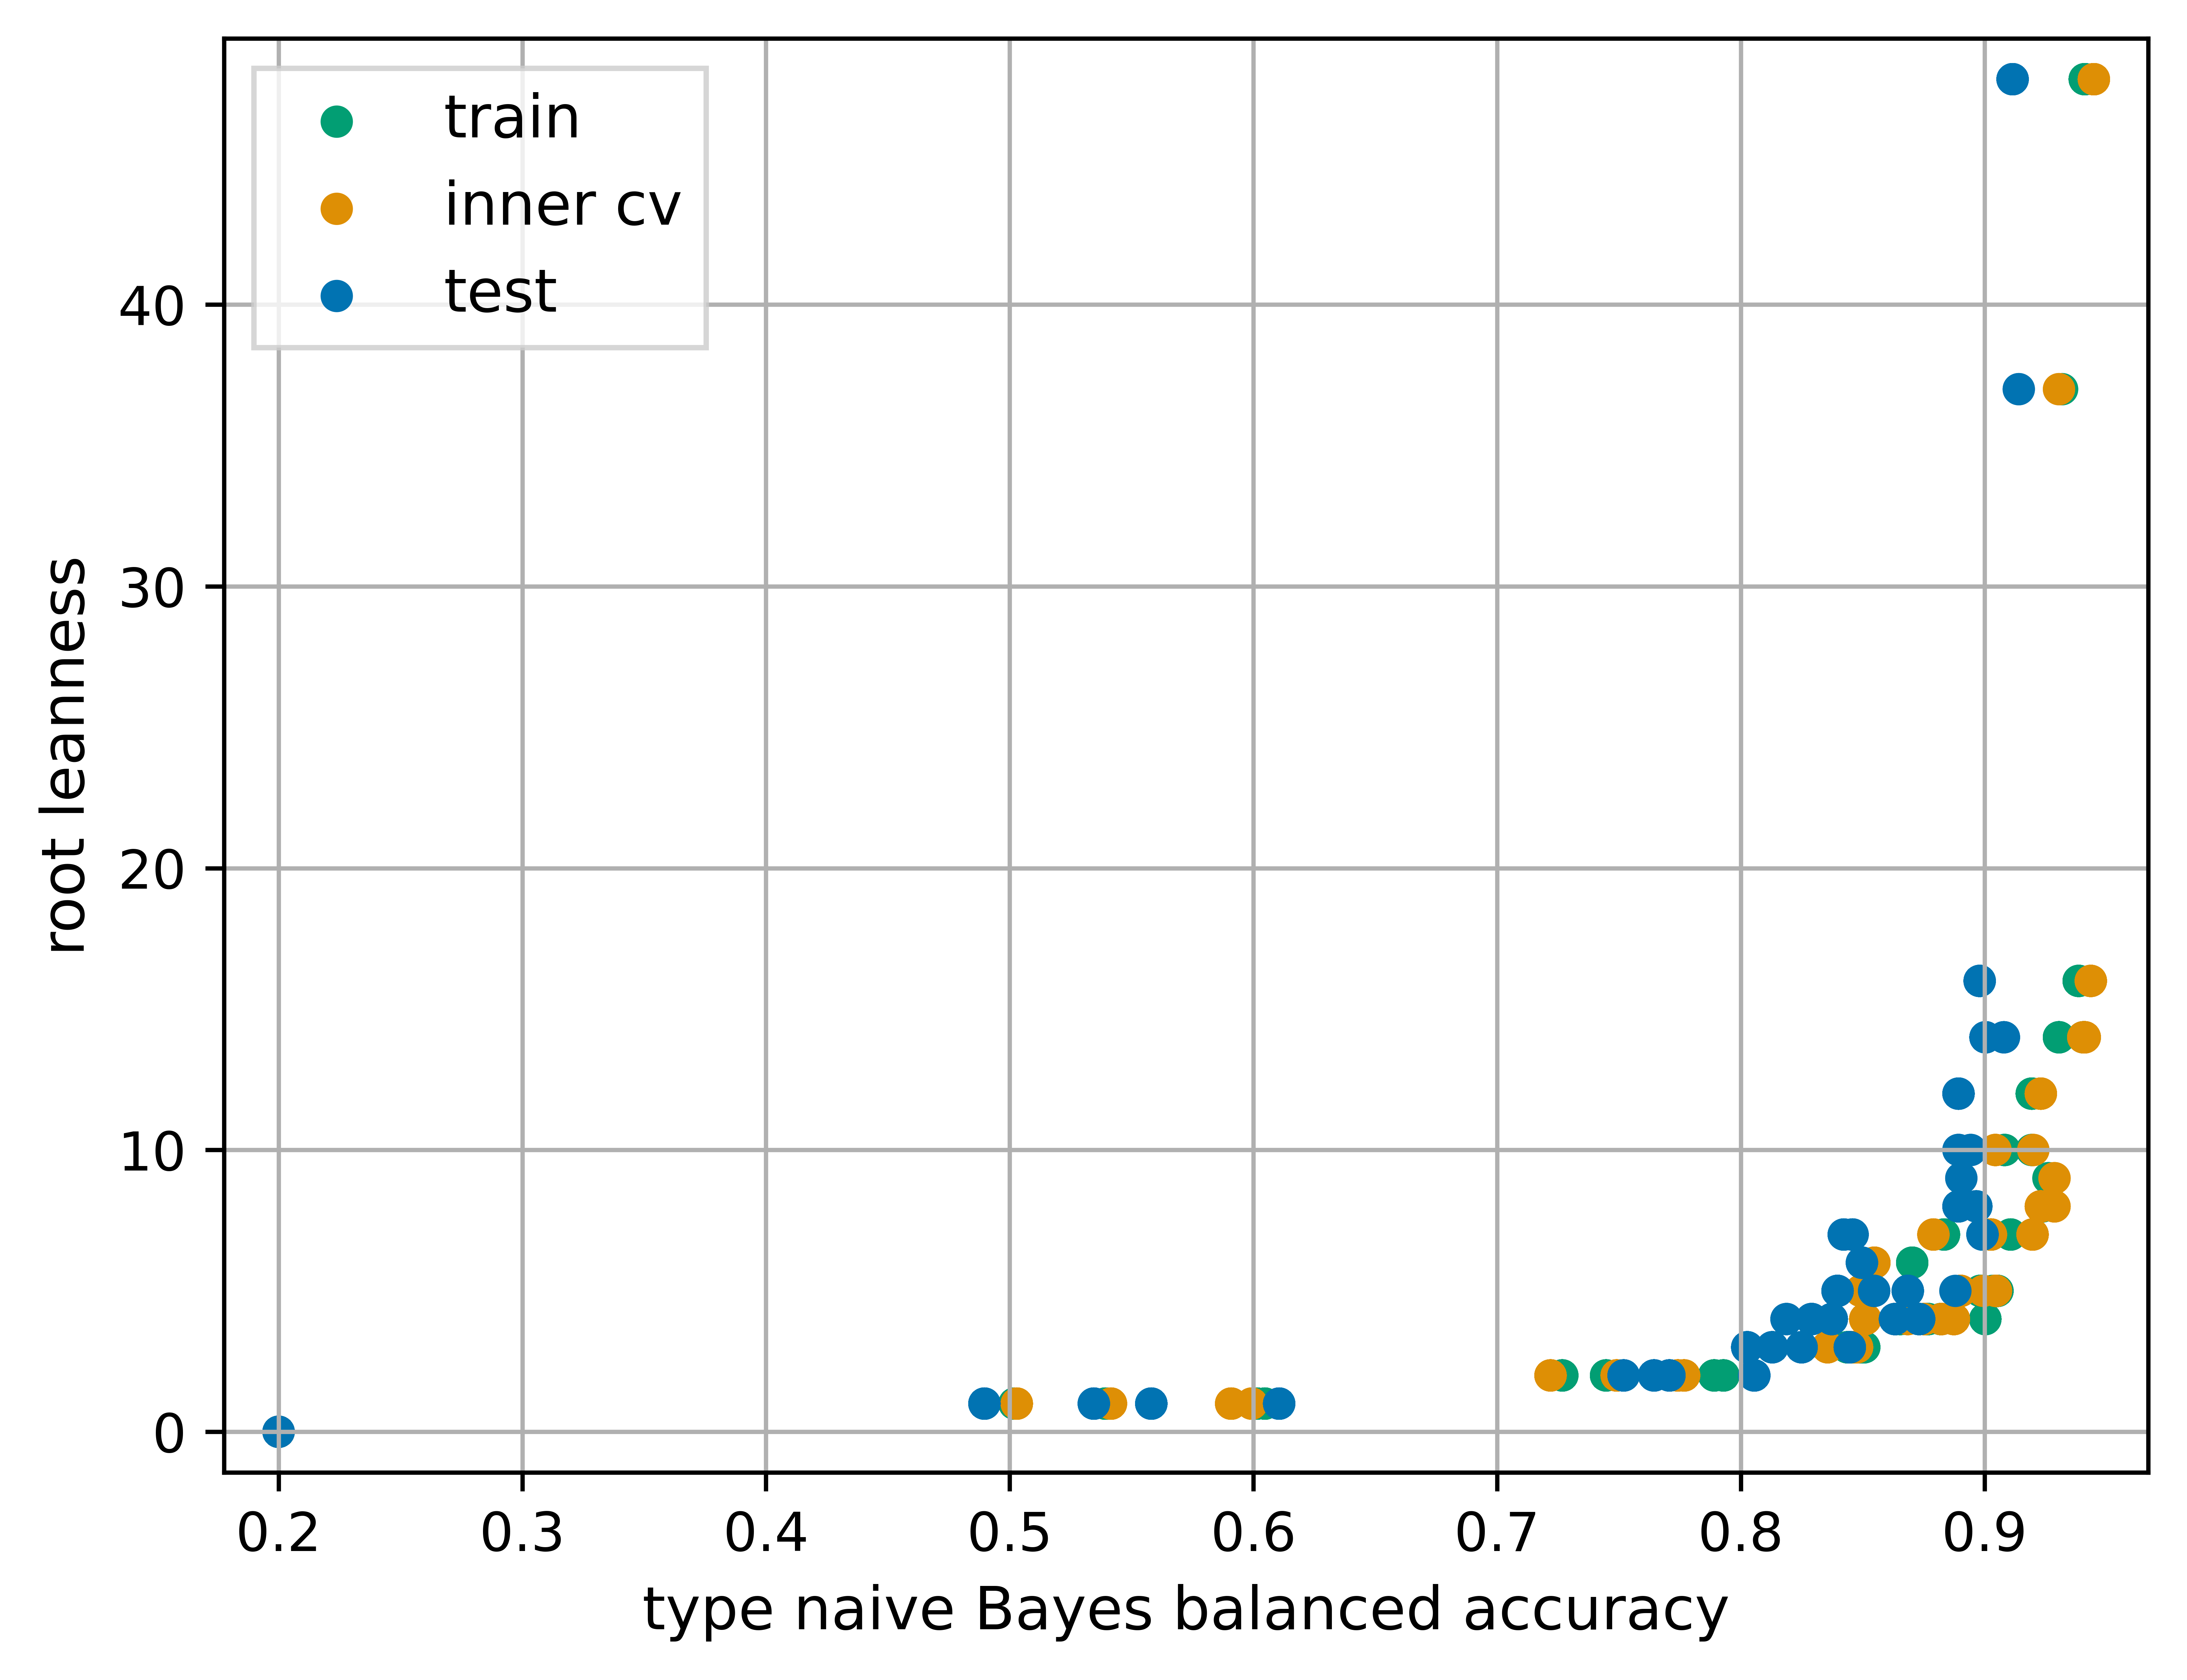 train
inner cv
test
root leanness
40
30
20
10
0
0.2 0.3 0.4 0.5 0.6 0.7 0.8 0.9
type naive Bayes balanced accuracy